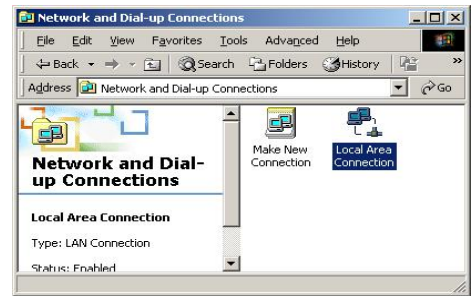 Network and Dial-up Connections
File Edit View Favorites Tools Advanced Help
Back Search Folders History »
Address Network and Dial-up Connections Go
Network and Dial-
up Connections
Local Area Connection
Type: LAN Connection
Status: Enabled
Make New
Connection
Local Area
Connection